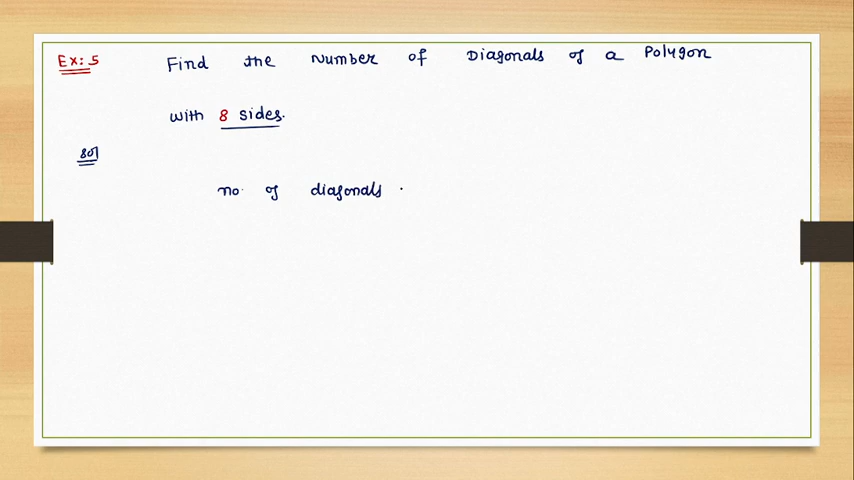 Ex: 5 Find the Number of Diagonals of a Polygon
with 8 sides.
Sol
no. of diagonals